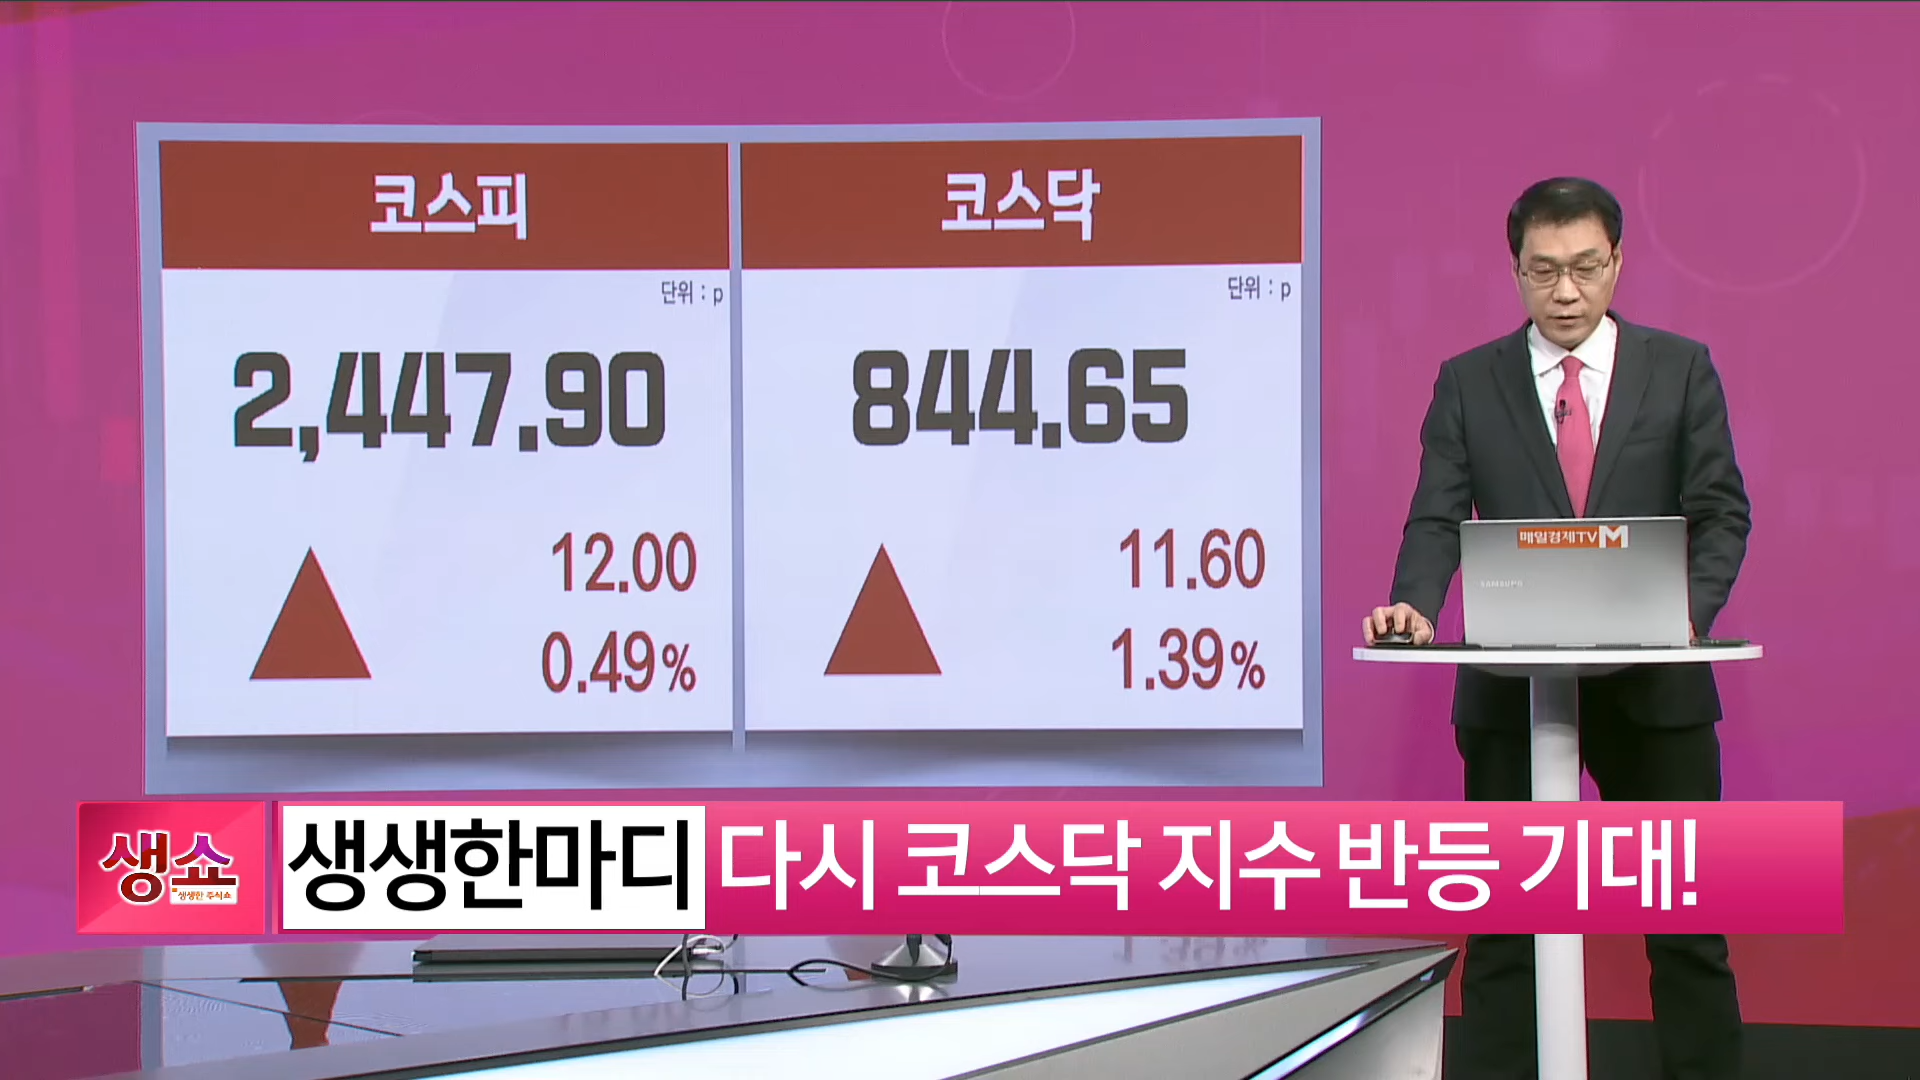 코스피
단위 : p
2,447.90
▲ 12.00
0.49%
코스닥
단위 : p
844.65
▲ 11.60
1.39%
매일경제TV M
SAMSUNG
생쇼
생생한 주식쇼
생생한마디
다시 코스닥 지수 반등 기대!